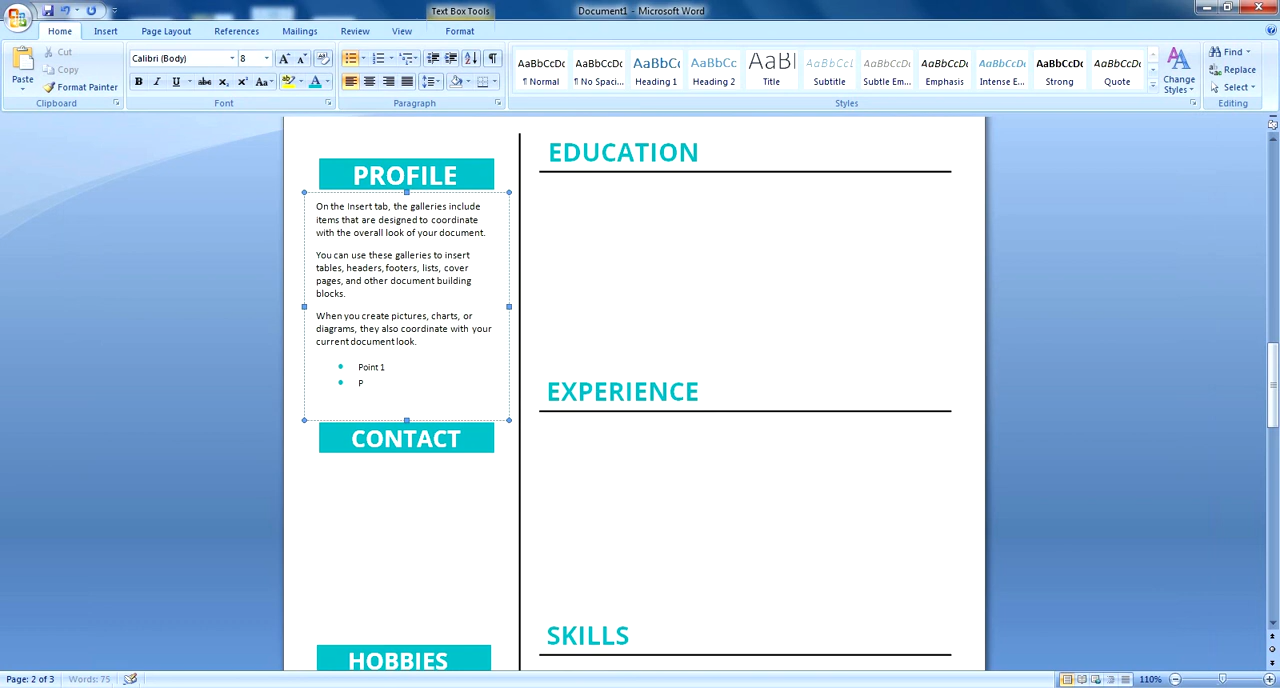 Text Box Tools
Document1 - Microsoft Word
Home
Insert
Page Layout
References
Mailings
Review
View
Format
Paste
Cut
Copy
Format Painter
Clipboard
Calibri (Body)
8
Font
Paragraph
AaBbCcDc
¶ Normal
AaBbCcDc
¶ No Spaci...
AaBbC(
Heading 1
AaBbCc
Heading 2
AaBl
Title
AaBbCcL
Subtitle
AaBbCcDc
Subtle Em...
AaBbCcDc
Emphasis
AaBbCcDc
Intense E...
AaBbCcDc
Strong
AaBbCcDc
Quote
Change
Styles
Styles
Find
Replace
Select
Editing
PROFILE
On the Insert tab, the galleries include
items that are designed to coordinate
with the overall look of your document.
You can use these galleries to insert
tables, headers, footers, lists, cover
pages, and other document building
blocks.
When you create pictures, charts, or
diagrams, they also coordinate with your
current document look.
• Point 1
• P
CONTACT
HOBBIES
EDUCATION
EXPERIENCE
SKILLS
Page: 2 of 3
Words: 75
110%